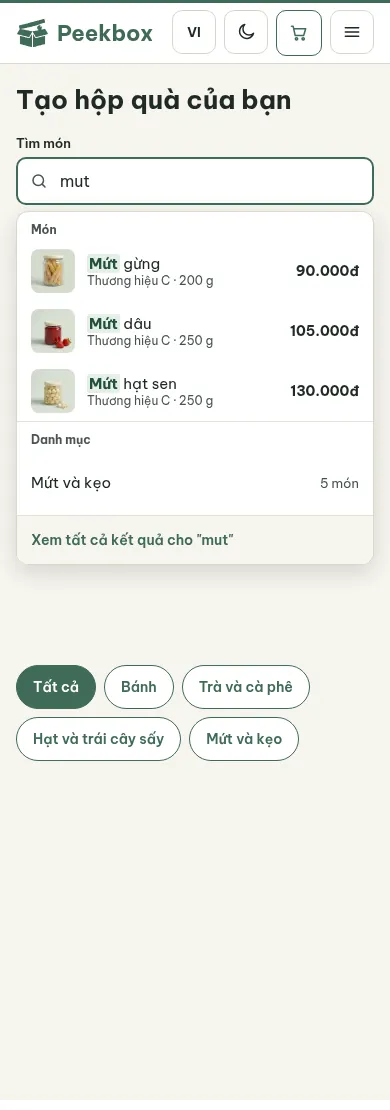 Peekbox
VI
Tạo hộp quà của bạn
Tìm món
mut
Món
Mứt gừng
Thương hiệu C · 200 g
90.000đ
Mứt dâu
Thương hiệu C · 250 g
105.000đ
Mứt hạt sen
Thương hiệu C · 250 g
130.000đ
Danh mục
Mứt và kẹo
5 món
Xem tất cả kết quả cho "mut"
Tất cả
Bánh
Trà và cà phê
Hạt và trái cây sấy
Mứt và kẹo